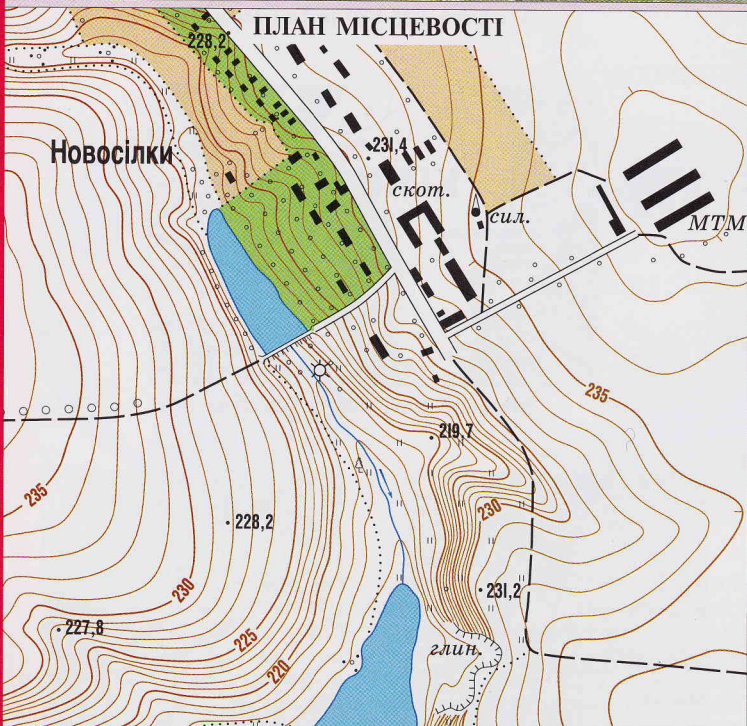 ПЛАН МІСЦЕВОСТІ
228,2
Новосілки
231,4
скот.
сил.
МТМ
235
219,7
235
230
228,2
230
231,2
227,8
225
220
глин.